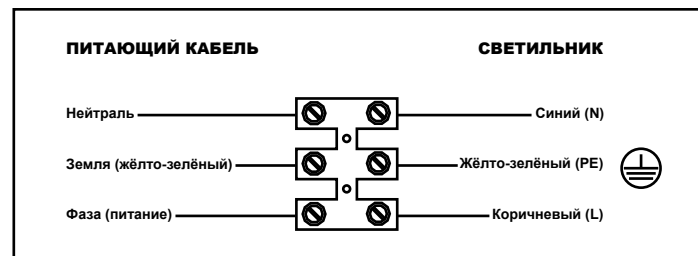 ПИТАЮЩИЙ КАБЕЛЬ СВЕТИЛЬНИК
Нейтраль Синий (N)
Земля (жёлто-зелёный) Жёлто-зелёный (PE)
Фаза (питание) Коричневый (L)